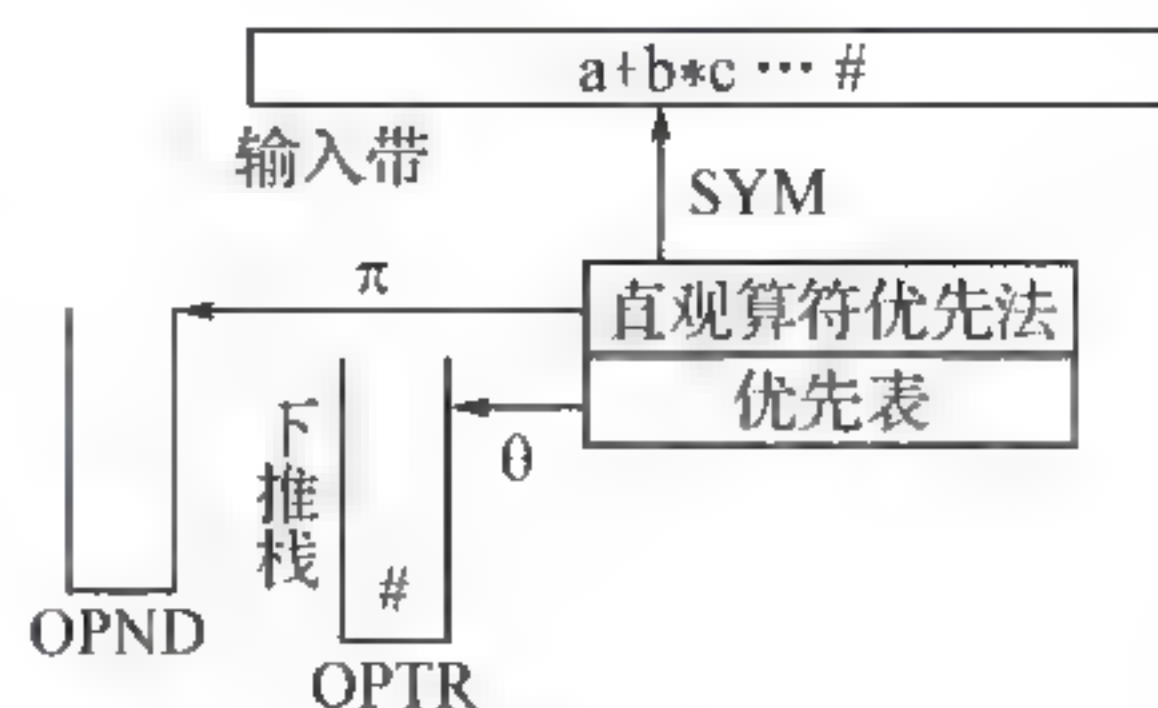 a+b*c … #
输入带
SYM
π
直观算符优先法
优先表
θ
下推栈
#
OPND
OPTR